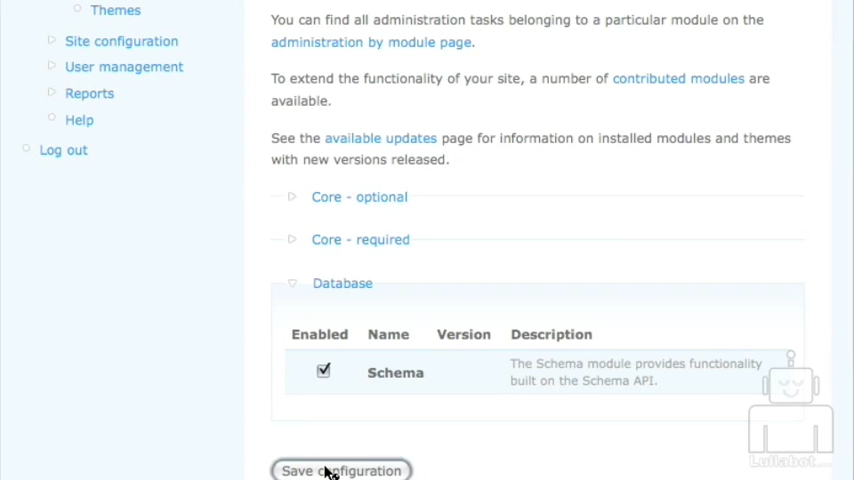 Themes
Site configuration
User management
Reports
Help
Log out
You can find all administration tasks belonging to a particular module on the
administration by module page.
To extend the functionality of your site, a number of contributed modules are
available.
See the available updates page for information on installed modules and themes
with new versions released.
Core - optional
Core - required
Database
Enabled Name Version Description
Schema
The Schema module provides functionality
built on the Schema API.
Save configuration
Lullabot